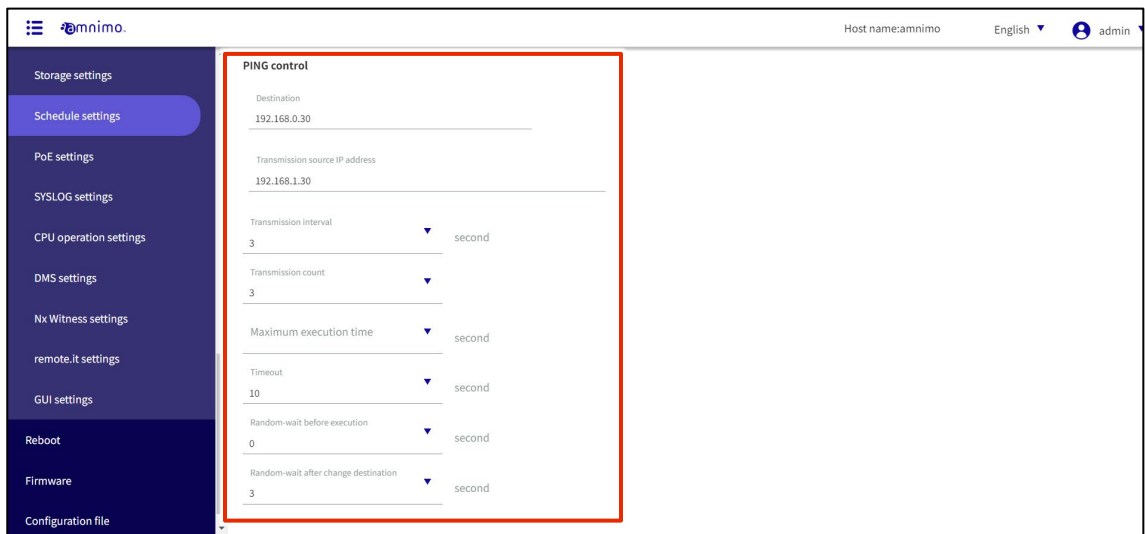 amnimo.
Host name:amnimo
English
admin
Storage settings
Schedule settings
PoE settings
SYSLOG settings
CPU operation settings
DMS settings
Nx Witness settings
remote.it settings
GUI settings
Reboot
Firmware
Configuration file
PING control
Destination
192.168.0.30
Transmission source IP address
192.168.1.30
Transmission interval
3 second
Transmission count
3
Maximum execution time second
Timeout
10 second
Random-wait before execution
0 second
Random-wait after change destination
3 second